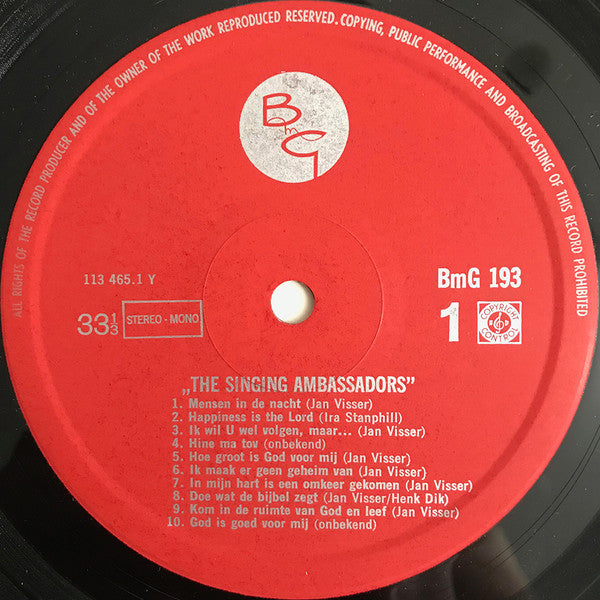 ALL RIGHTS OF THE RECORD PRODUCER AND OF THE OWNER OF THE WORK REPRODUCED RESERVED. COPYING, PUBLIC PERFORMANCE AND BROADCASTING OF THIS RECORD PROHIBITED
BmG
113 465.1 Y
BmG 193
33⅓
STEREO - MONO
1
COPYRIGHT CONTROL
„THE SINGING AMBASSADORS”
1. Mensen in de nacht (Jan Visser)
2. Happiness is the Lord (Ira Stanphill)
3. Ik wil U wel volgen, maar... (Jan Visser)
4. Hine ma tov (onbekend)
5. Hoe groot is God voor mij (Jan Visser)
6. Ik maak er geen geheim van (Jan Visser}
7. In mijn hart is een omkeer gekomen (Jan Visser)
8. Doe wat de bijbel zegt (Jan Visser/Henk Dik)
9. Kom in de ruimte van God en leef (Jan Visser)
10. God is goed voor mij (onbekend)